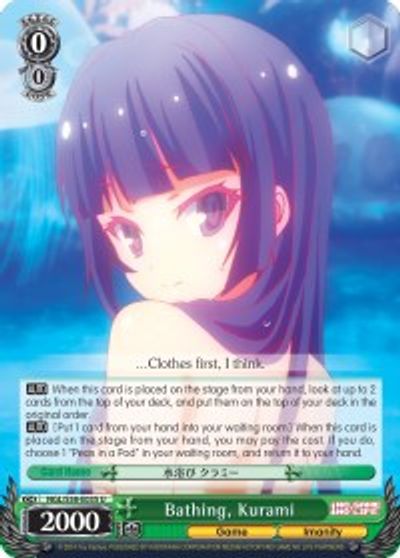 0
0
...Clothes first, I think.
When this card is placed on the stage from your hand, look at up to 2
cards from the top of your deck, and put them on the top of your deck in the
original order.
[Put 1 card from your hand into your waiting room] When this card is
placed on the stage from your hand, you may pay the cost. If you do,
choose 1 "Peas in a Pod" in your waiting room, and return it to your hand.
Card Name
水浴び クラミー
2000
Bathing, Kurami
Game
Imanity